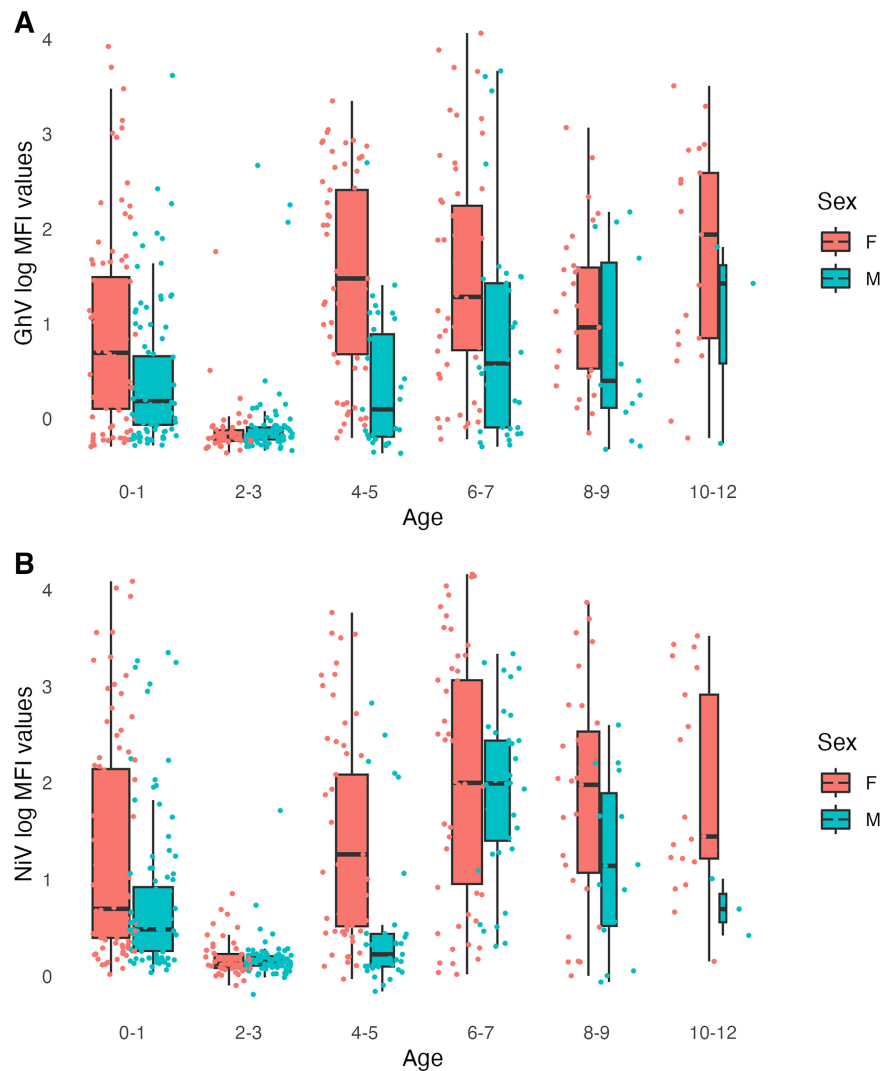 A
GhV log MFI values
4
3
2
1
0
0-1 2-3 4-5 6-7 8-9 10-12
Age
Sex
F
M
B
NiV log MFI values
4
3
2
1
0
0-1 2-3 4-5 6-7 8-9 10-12
Age
Sex
F
M